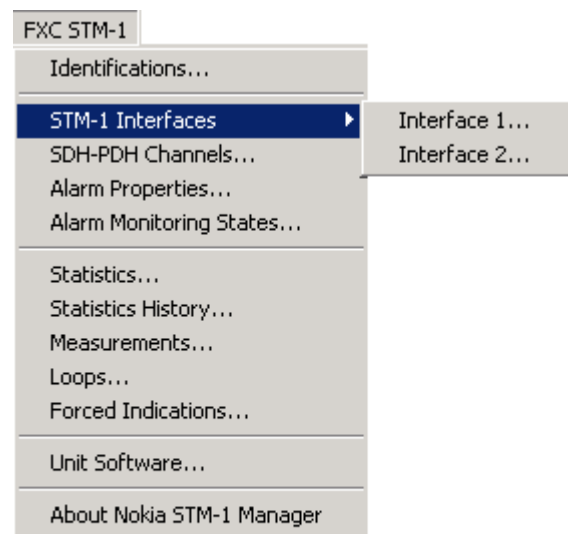 FXC STM-1
Identifications...
STM-1 Interfaces
Interface 1...
Interface 2...
SDH-PDH Channels...
Alarm Properties...
Alarm Monitoring States...
Statistics...
Statistics History...
Measurements...
Loops...
Forced Indications...
Unit Software...
About Nokia STM-1 Manager